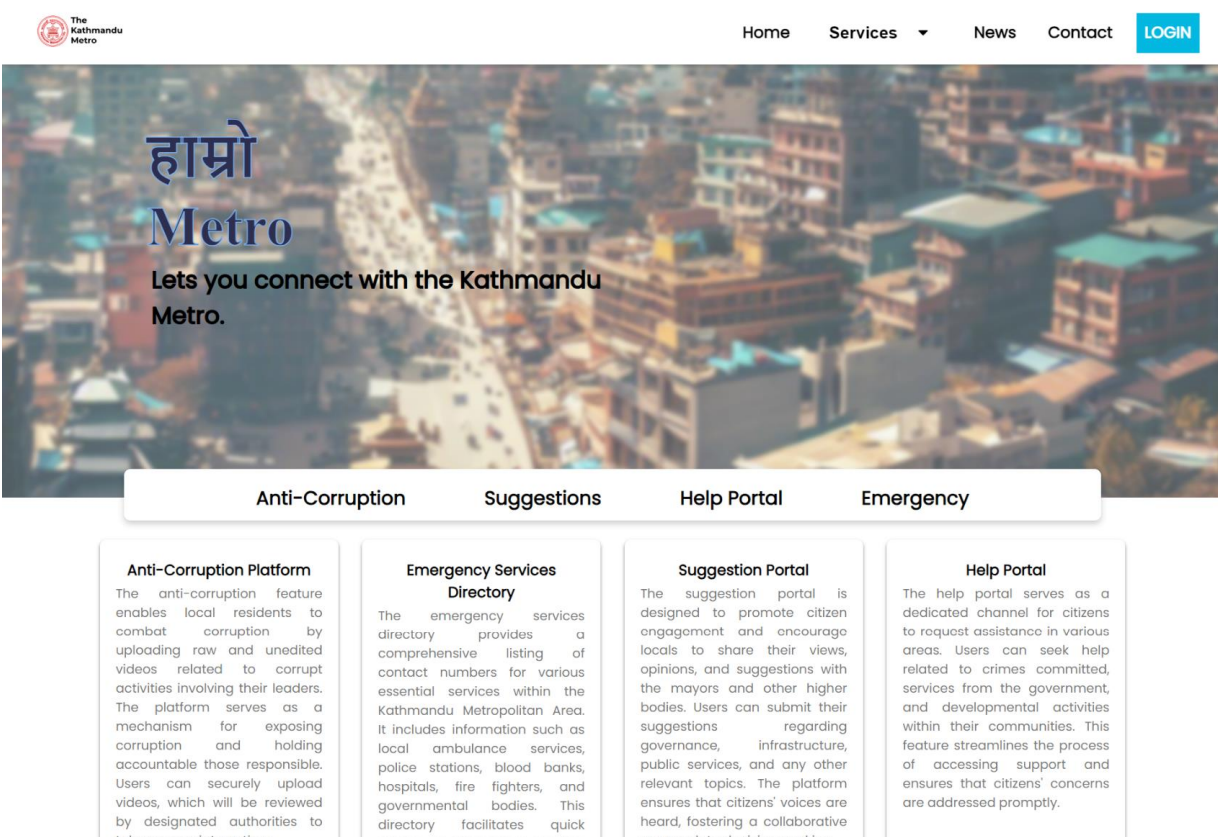 The
Kathmandu
Metro
Home Services News Contact LOGIN
हाम्रो
Metro
Lets you connect with the Kathmandu
Metro.
Anti-Corruption Suggestions Help Portal Emergency
Anti-Corruption Platform
The anti-corruption feature
enables local residents to
combat corruption by
uploading raw and unedited
videos related to corrupt
activities involving their leaders.
The platform serves as a
mechanism for exposing
corruption and holding
accountable those responsible.
Users can securely upload
videos, which will be reviewed
by designated authorities to
Emergency Services
Directory
The emergency services
directory provides a
comprehensive listing of
contact numbers for various
essential services within the
Kathmandu Metropolitan Area.
It includes information such as
local ambulance services,
police stations, blood banks,
hospitals, fire fighters, and
governmental bodies. This
directory facilitates quick
Suggestion Portal
The suggestion portal is
designed to promote citizen
engagement and encourage
locals to share their views,
opinions, and suggestions with
the mayors and other higher
bodies. Users can submit their
suggestions regarding
governance, infrastructure,
public services, and any other
relevant topics. The platform
ensures that citizens' voices are
heard, fostering a collaborative
Help Portal
The help portal serves as a
dedicated channel for citizens
to request assistance in various
areas. Users can seek help
related to crimes committed,
services from the government,
and developmental activities
within their communities. This
feature streamlines the process
of accessing support and
ensures that citizens' concerns
are addressed promptly.